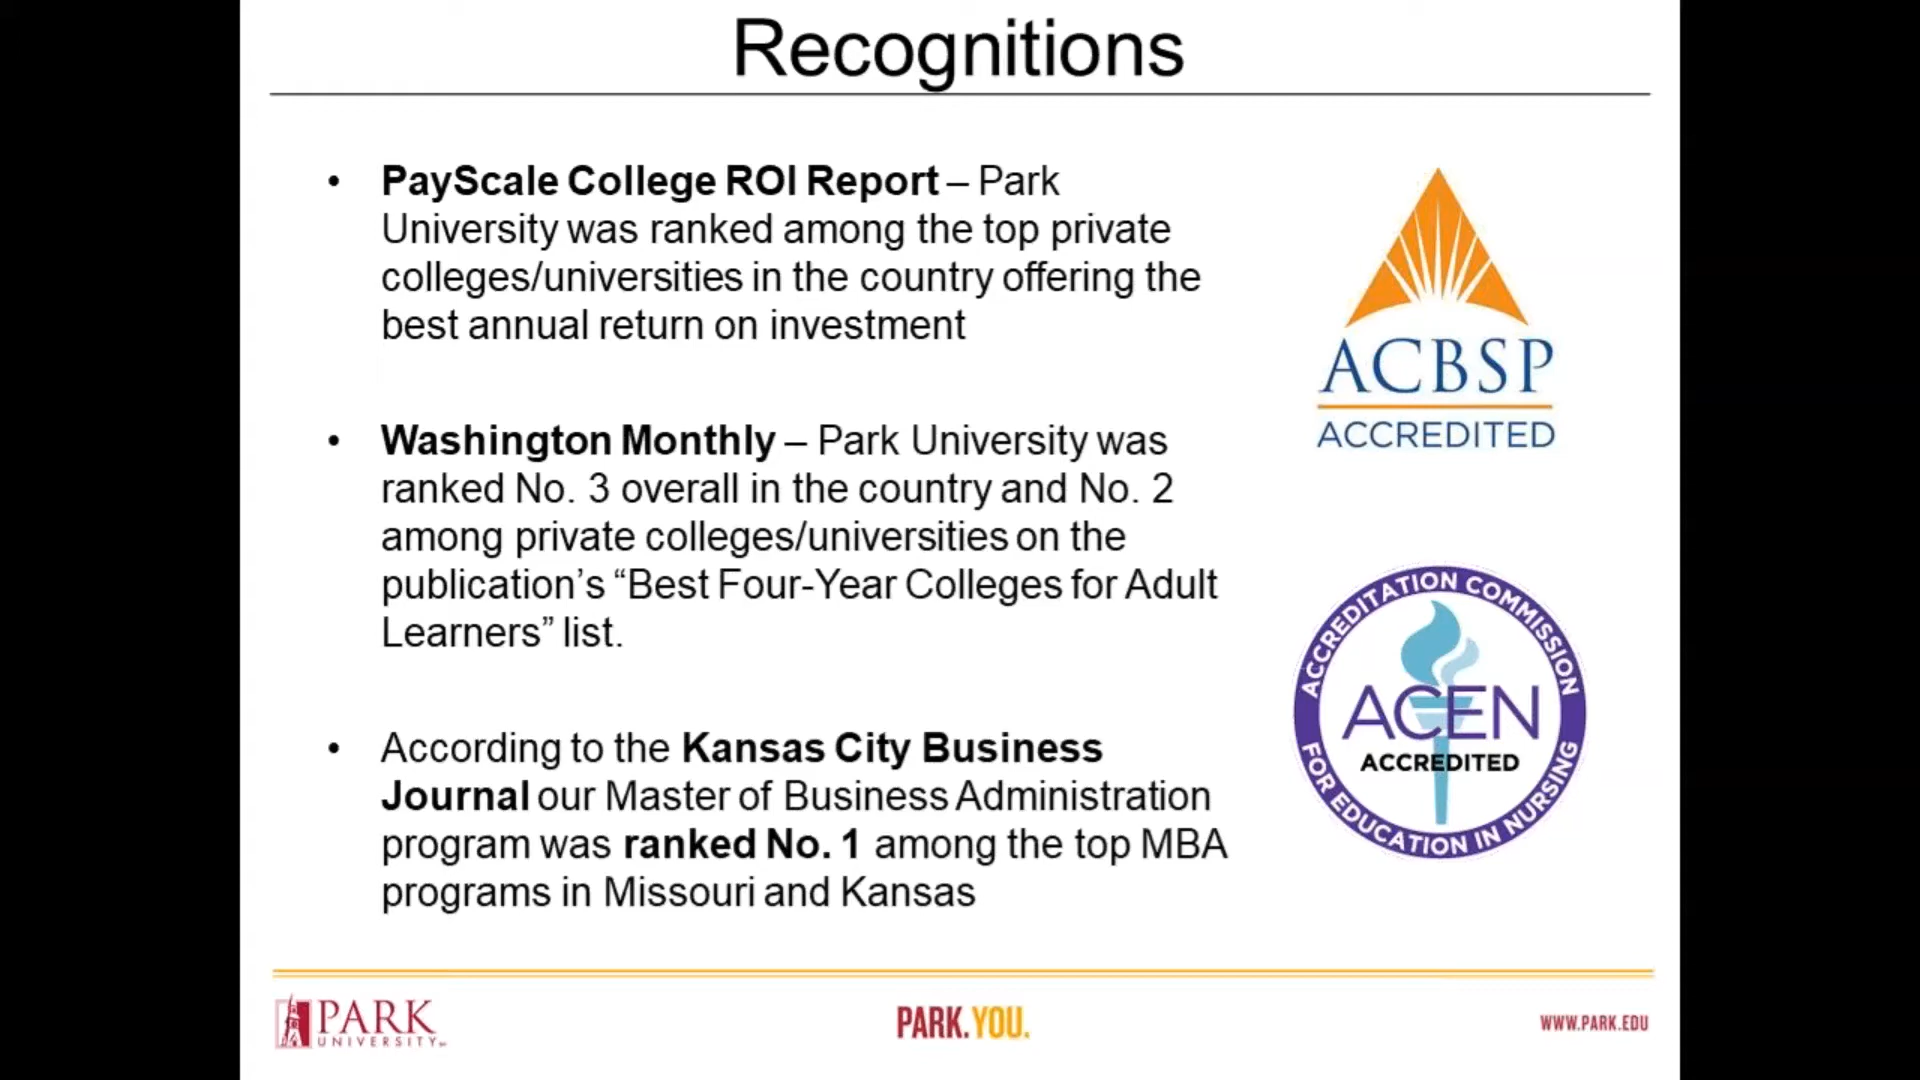 Recognitions
• PayScale College ROI Report – Park
University was ranked among the top private
colleges/universities in the country offering the
best annual return on investment
• Washington Monthly – Park University was
ranked No. 3 overall in the country and No. 2
among private colleges/universities on the
publication’s “Best Four-Year Colleges for Adult
Learners” list.
• According to the Kansas City Business
Journal our Master of Business Administration
program was ranked No. 1 among the top MBA
programs in Missouri and Kansas
ACBSP
ACCREDITED
ACCREDITATION COMMISSION
ACEN
ACCREDITED
FOR EDUCATION IN NURSING
PARK
UNIVERSITY
PARK. YOU.
WWW.PARK.EDU